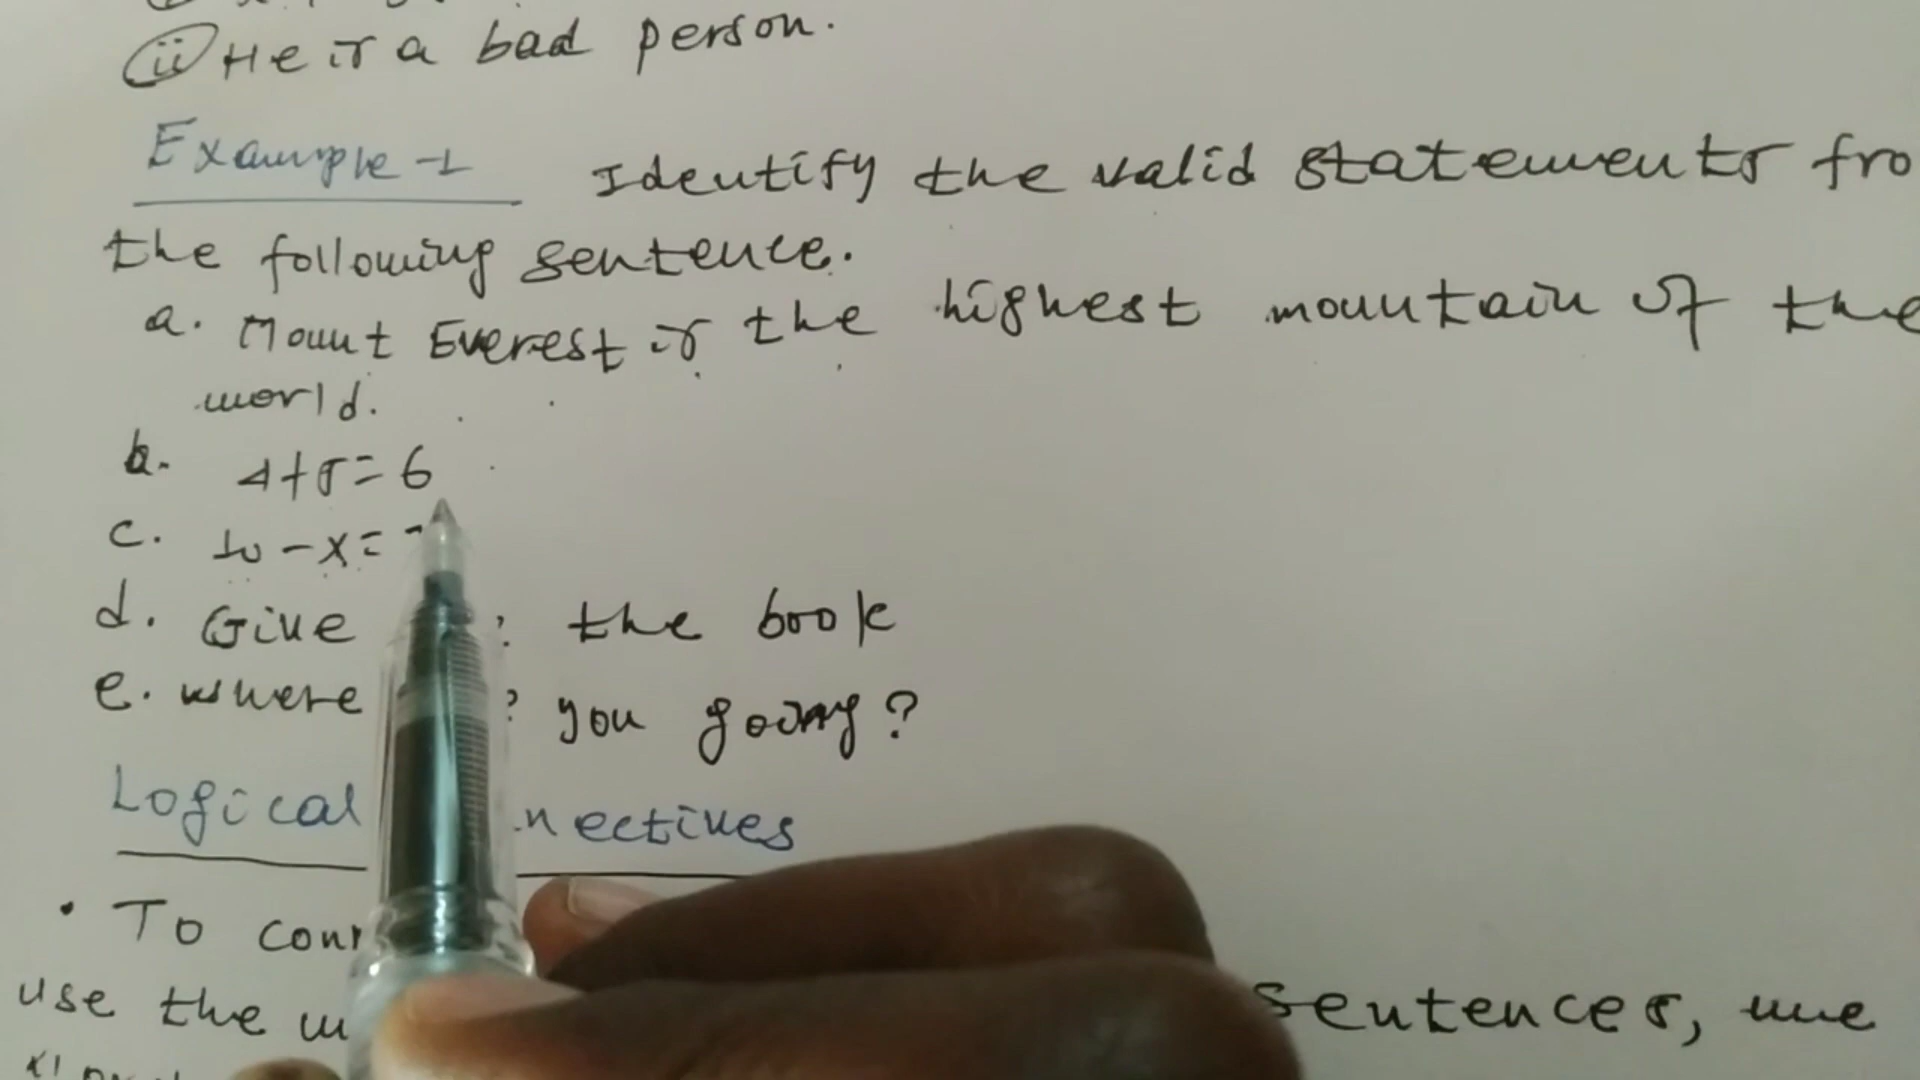 ii He is a bad person.
Example-1 Identify the valid statements fro
the following sentence.
a. Mount Everest is the highest mountain of the
world.
b. 4+5=6
c. 10-x=
d. Give the book
e. where you going?
Logical nectives
• To con
use the sentences, we